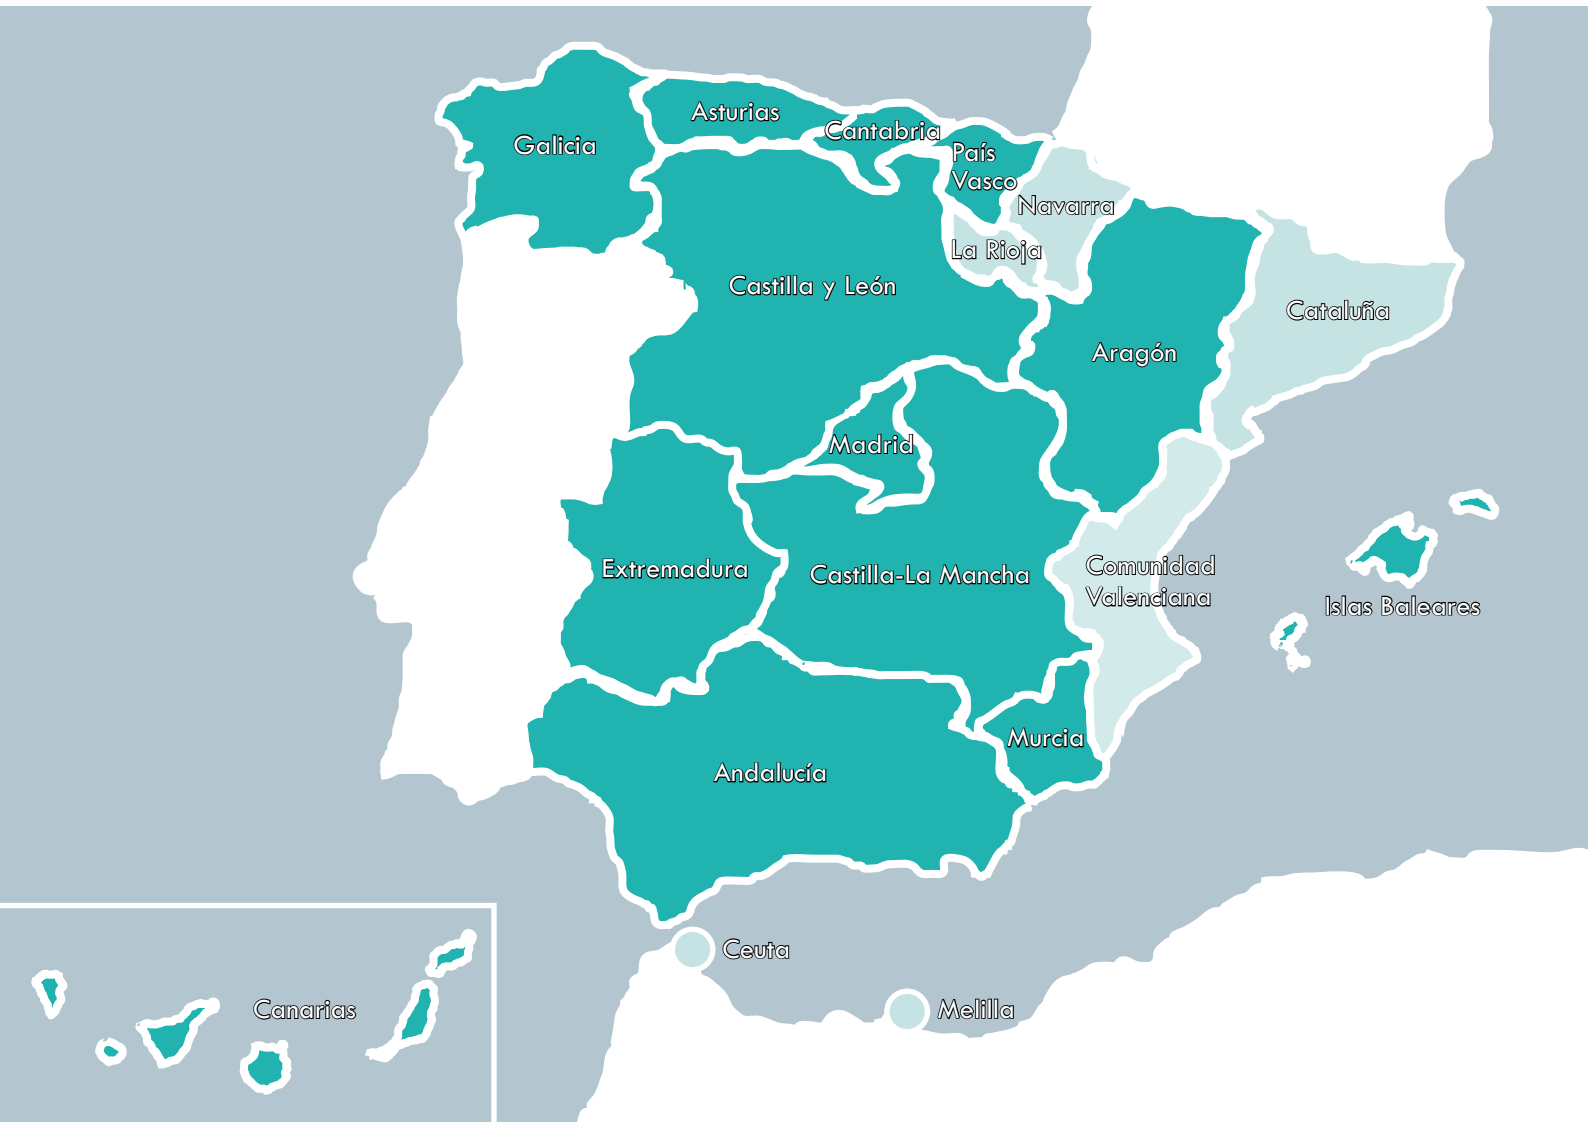 Asturias
Cantabria
Galicia
País
Vasco
Navarra
La Rioja
Castilla y León
Cataluña
Aragón
Madrid
Extremadura
Castilla-La Mancha
Comunidad
Valenciana
Islas Baleares
Murcia
Andalucía
Ceuta
Canarias
Melilla